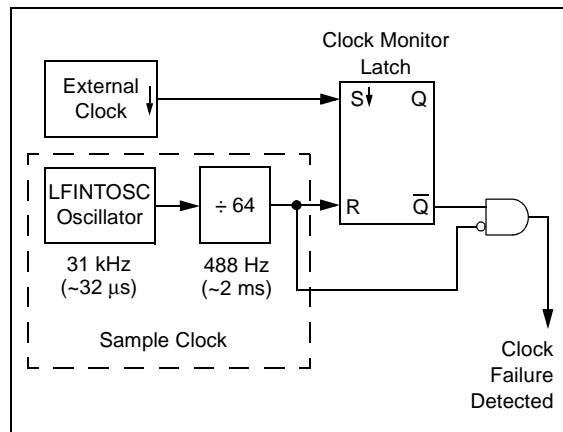 Clock Monitor
Latch
External
Clock
S
Q
LFINTOSC
Oscillator
÷ 64
R
Q̅
31 kHz
(~32 μs)
488 Hz
(~2 ms)
Sample Clock
Clock
Failure
Detected